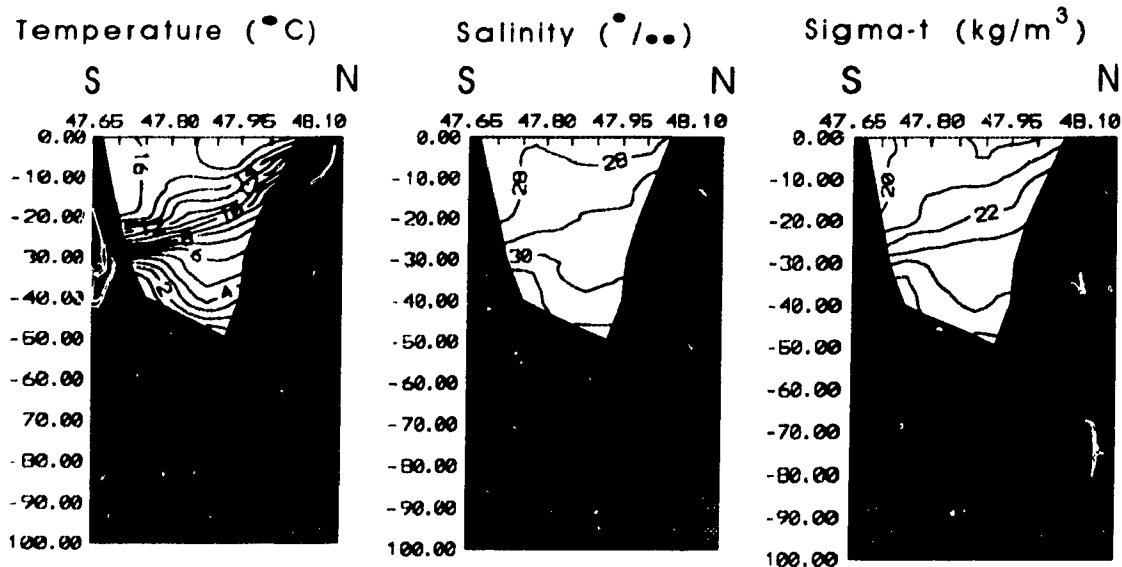 Temperature (°C) Salinity (°/••) Sigma-t (kg/m³)
S N S N S N
47.65 47.80 47.95 48.10 47.65 47.80 47.95 48.10 47.65 47.80 47.95 48.10
0.00 0.00 0.00
-10.00 -10.00 -10.00
-20.00 -20.00 -20.00
-30.00 -30.00 -30.00
-40.00 -40.00 -40.00
-50.00 -50.00 -50.00
-60.00 -60.00 -60.00
70.00 -70.00 -70.00
-80.00 -80.00 -80.00
-90.00 -90.00 -90.00
100.00 100.00 100.00
16
10
6
2
4
28
28
30
20
22